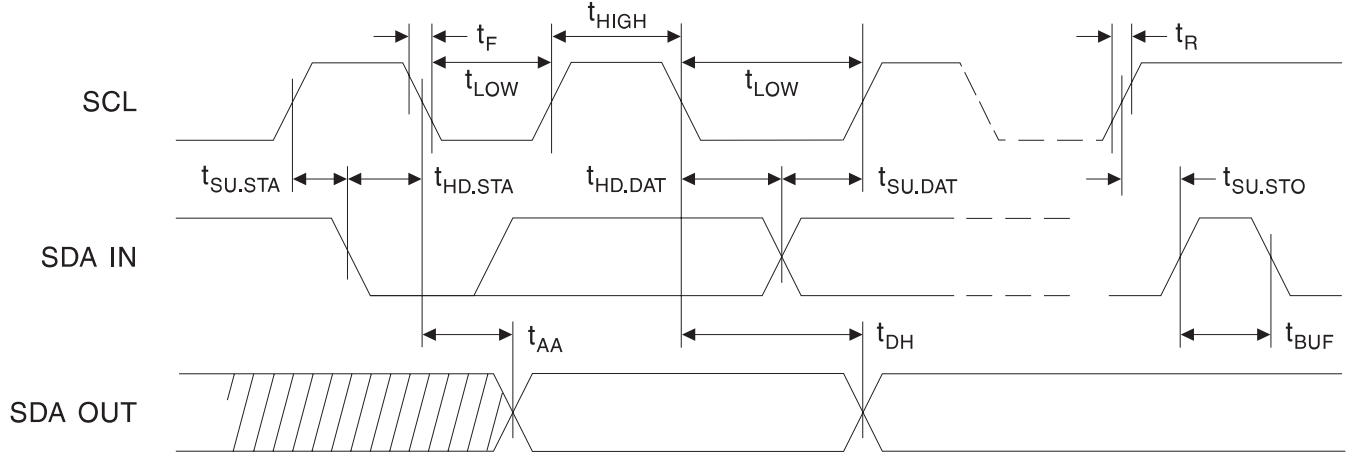 tHIGH
tF
tR
tLOW
tLOW
SCL
tSU.STA
tHD.STA
tHD.DAT
tSU.DAT
tSU.STO
SDA IN
tAA
tDH
tBUF
SDA OUT